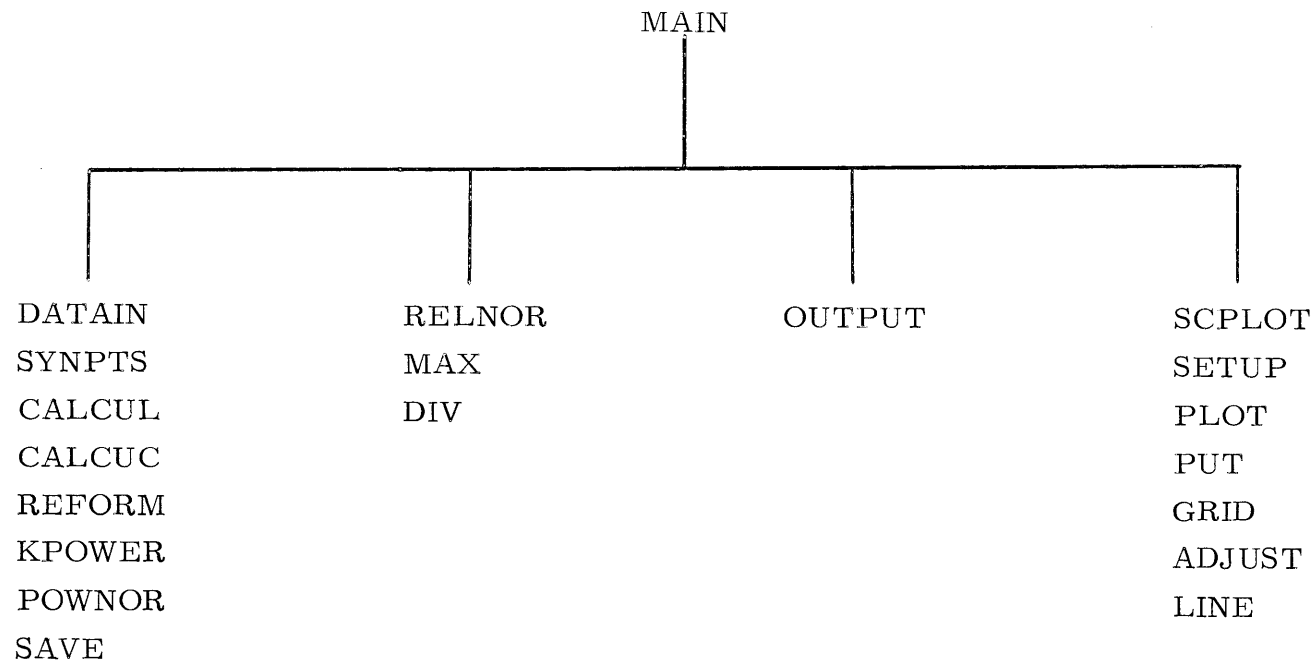 MAIN
DATAIN
SYNPTS
CALCUL
CALCUC
REFORM
KPOWER
POWNOR
SAVE
RELNOR
MAX
DIV
OUTPUT
SCPLOT
SETUP
PLOT
PUT
GRID
ADJUST
LINE